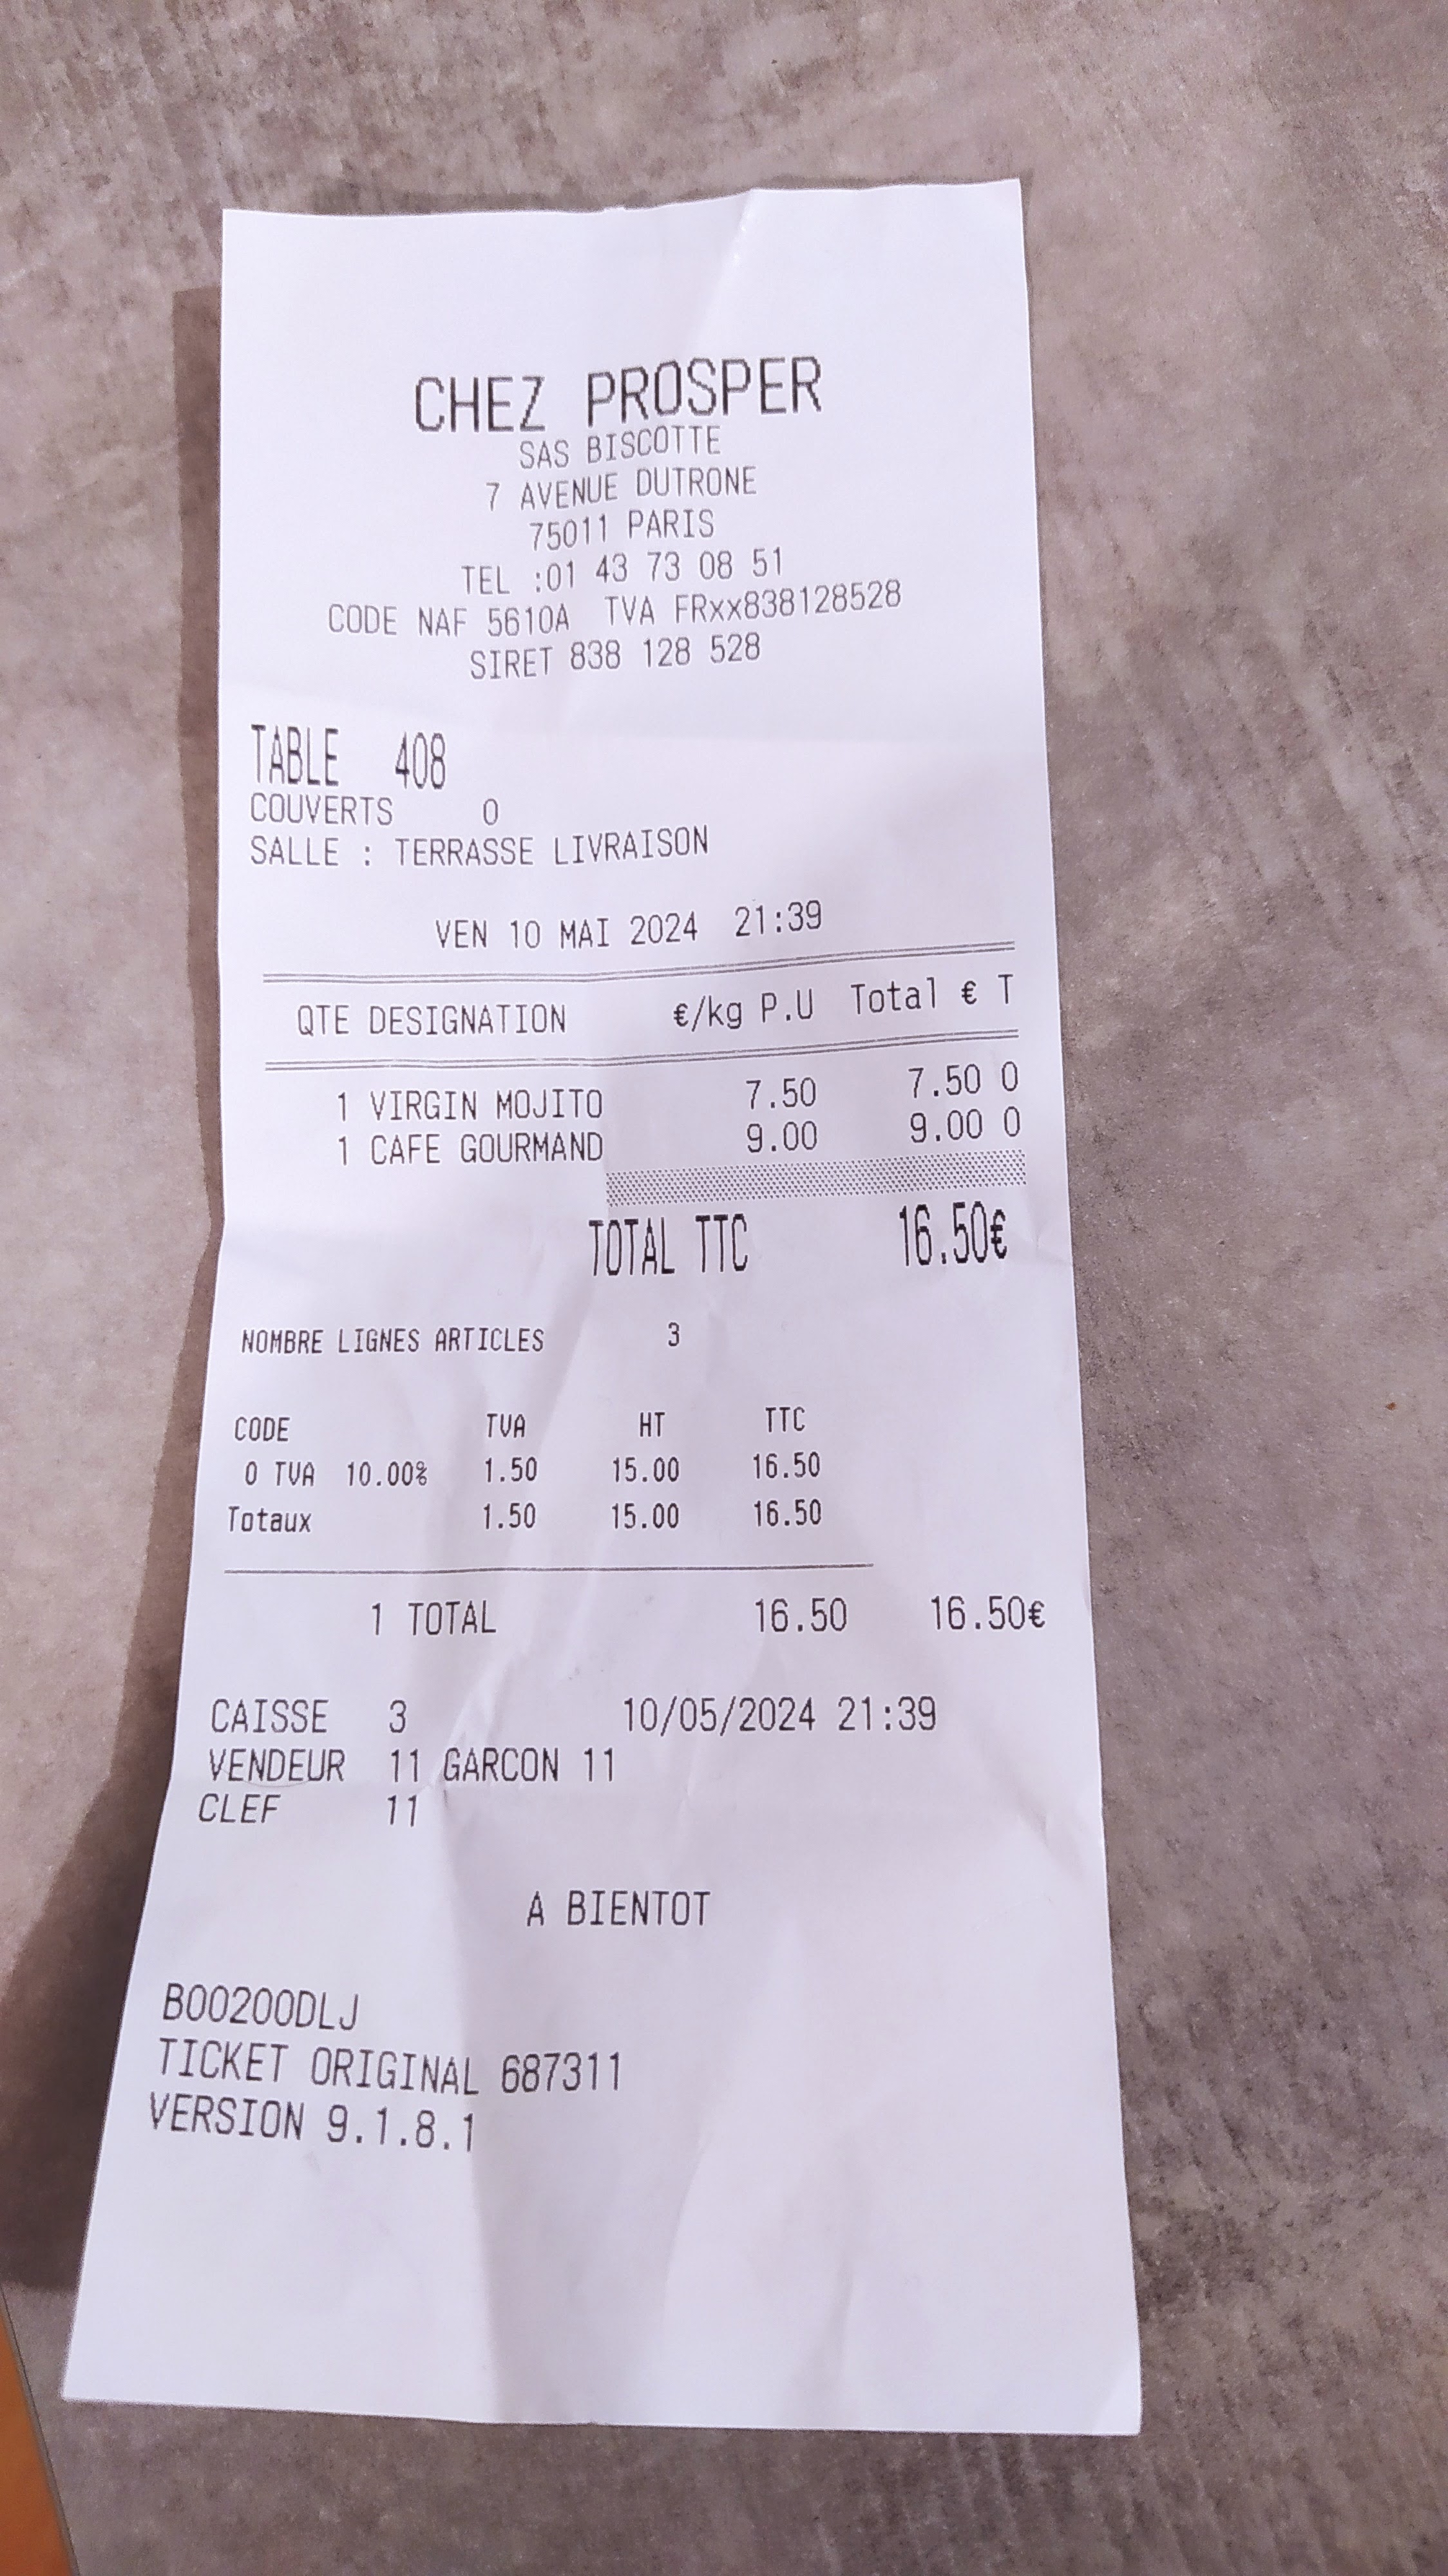 CHEZ PROSPER
SAS BISCOTTE
7 AVENUE DUTRONE
75011 PARIS
TEL :01 43 73 08 51
CODE NAF 5610A TVA FRxx838128528
SIRET 838 128 528
TABLE 408
COUVERTS 0
SALLE : TERRASSE LIVRAISON
VEN 10 MAI 2024 21:39
QTE DESIGNATION €/kg P.U Total € T
1 VIRGIN MOJITO 7.50 7.50 0
1 CAFE GOURMAND 9.00 9.00 0
TOTAL TTC 16.50€
NOMBRE LIGNES ARTICLES 3
CODE TVA HT TTC
0 TVA 10.00% 1.50 15.00 16.50
Totaux 1.50 15.00 16.50
1 TOTAL 16.50 16.50€
CAISSE 3 10/05/2024 21:39
VENDEUR 11 GARCON 11
CLEF 11
A BIENTOT
B00200DLJ
TICKET ORIGINAL 687311
VERSION 9.1.8.1